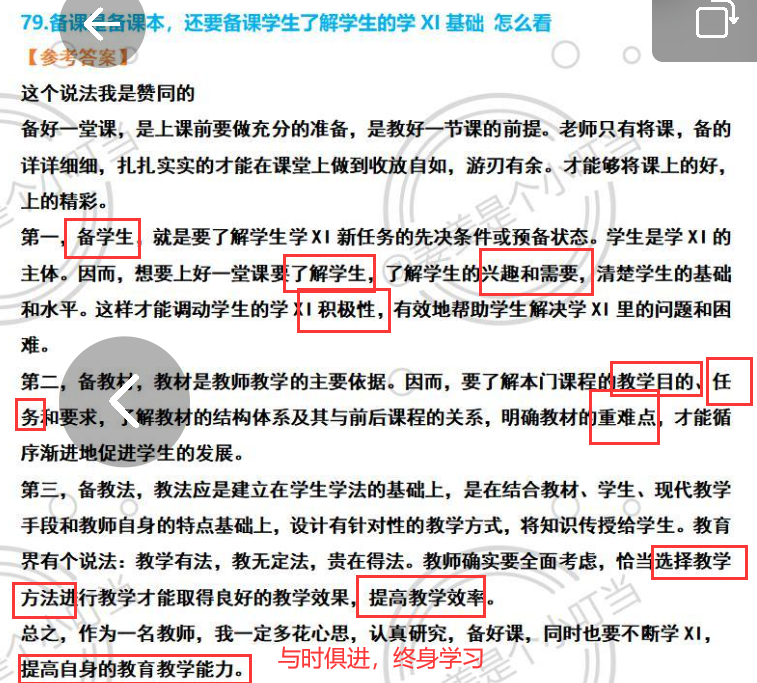 79.备课是备课本，还要备课学生了解学生的学 XI 基础 怎么看
【参考答案】
这个说法我是赞同的
备好一堂课，是上课前要做充分的准备，是教好一节课的前提。老师只有将课，备的
详详细细，扎扎实实的才能在课堂上做到收放自如，游刃有余。才能够将课上的好，
上的精彩。
第一，备学生，就是要了解学生学 XI 新任务的先决条件或预备状态。学生是学 XI 的
主体。因而，想要上好一堂课要了解学生，了解学生的兴趣和需要，清楚学生的基础
和水平。这样才能调动学生的学 XI 积极性，有效地帮助学生解决学 XI 里的问题和困
难。
第二，备教材，教材是教师教学的主要依据。因而，要了解本门课程的教学目的、任
务和要求，了解教材的结构体系及其与前后课程的关系，明确教材的重难点，才能循
序渐进地促进学生的发展。
第三，备教法，教法应是建立在学生学法的基础上，是在结合教材、学生、现代教学
手段和教师自身的特点基础上，设计有针对性的教学方式，将知识传授给学生。教育
界有个说法：教学有法，教无定法，贵在得法。教师确实要全面考虑，恰当选择教学
方法进行教学才能取得良好的教学效果，提高教学效率。
总之，作为一名教师，我一定多花心思，认真研究，备好课，同时也要不断学 XI，
提高自身的教育教学能力。
与时俱进，终身学习